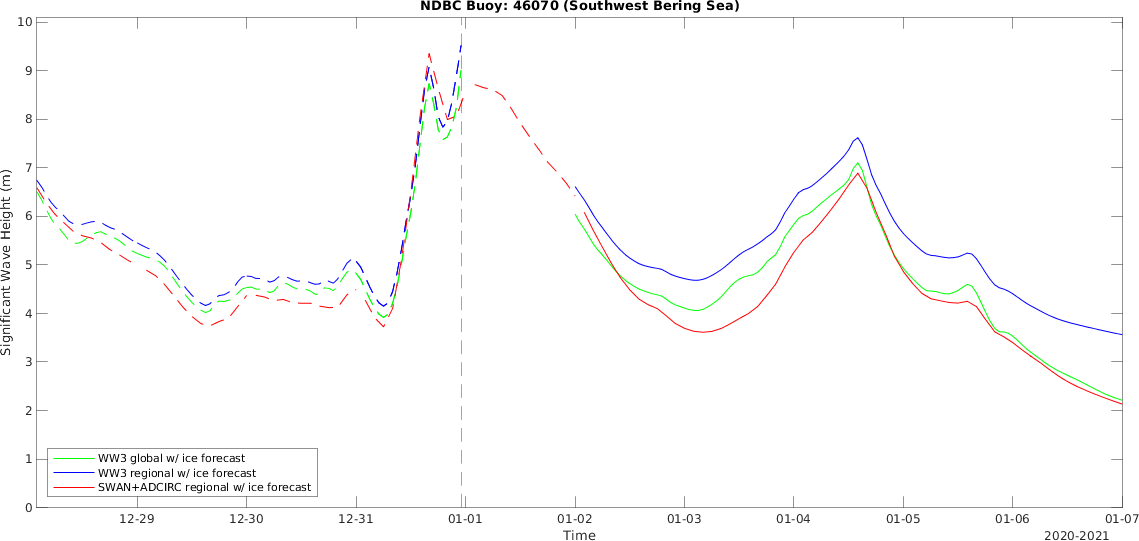 NDBC Buoy: 46070 (Southwest Bering Sea)
Significant Wave Height (m)
10
9
8
7
6
5
4
3
2
1
0
WW3 global w/ ice forecast
WW3 regional w/ ice forecast
SWAN+ADCIRC regional w/ ice forecast
12-29 12-30 12-31 01-01 01-02 01-03 01-04 01-05 01-06 01-07
Time
2020-2021